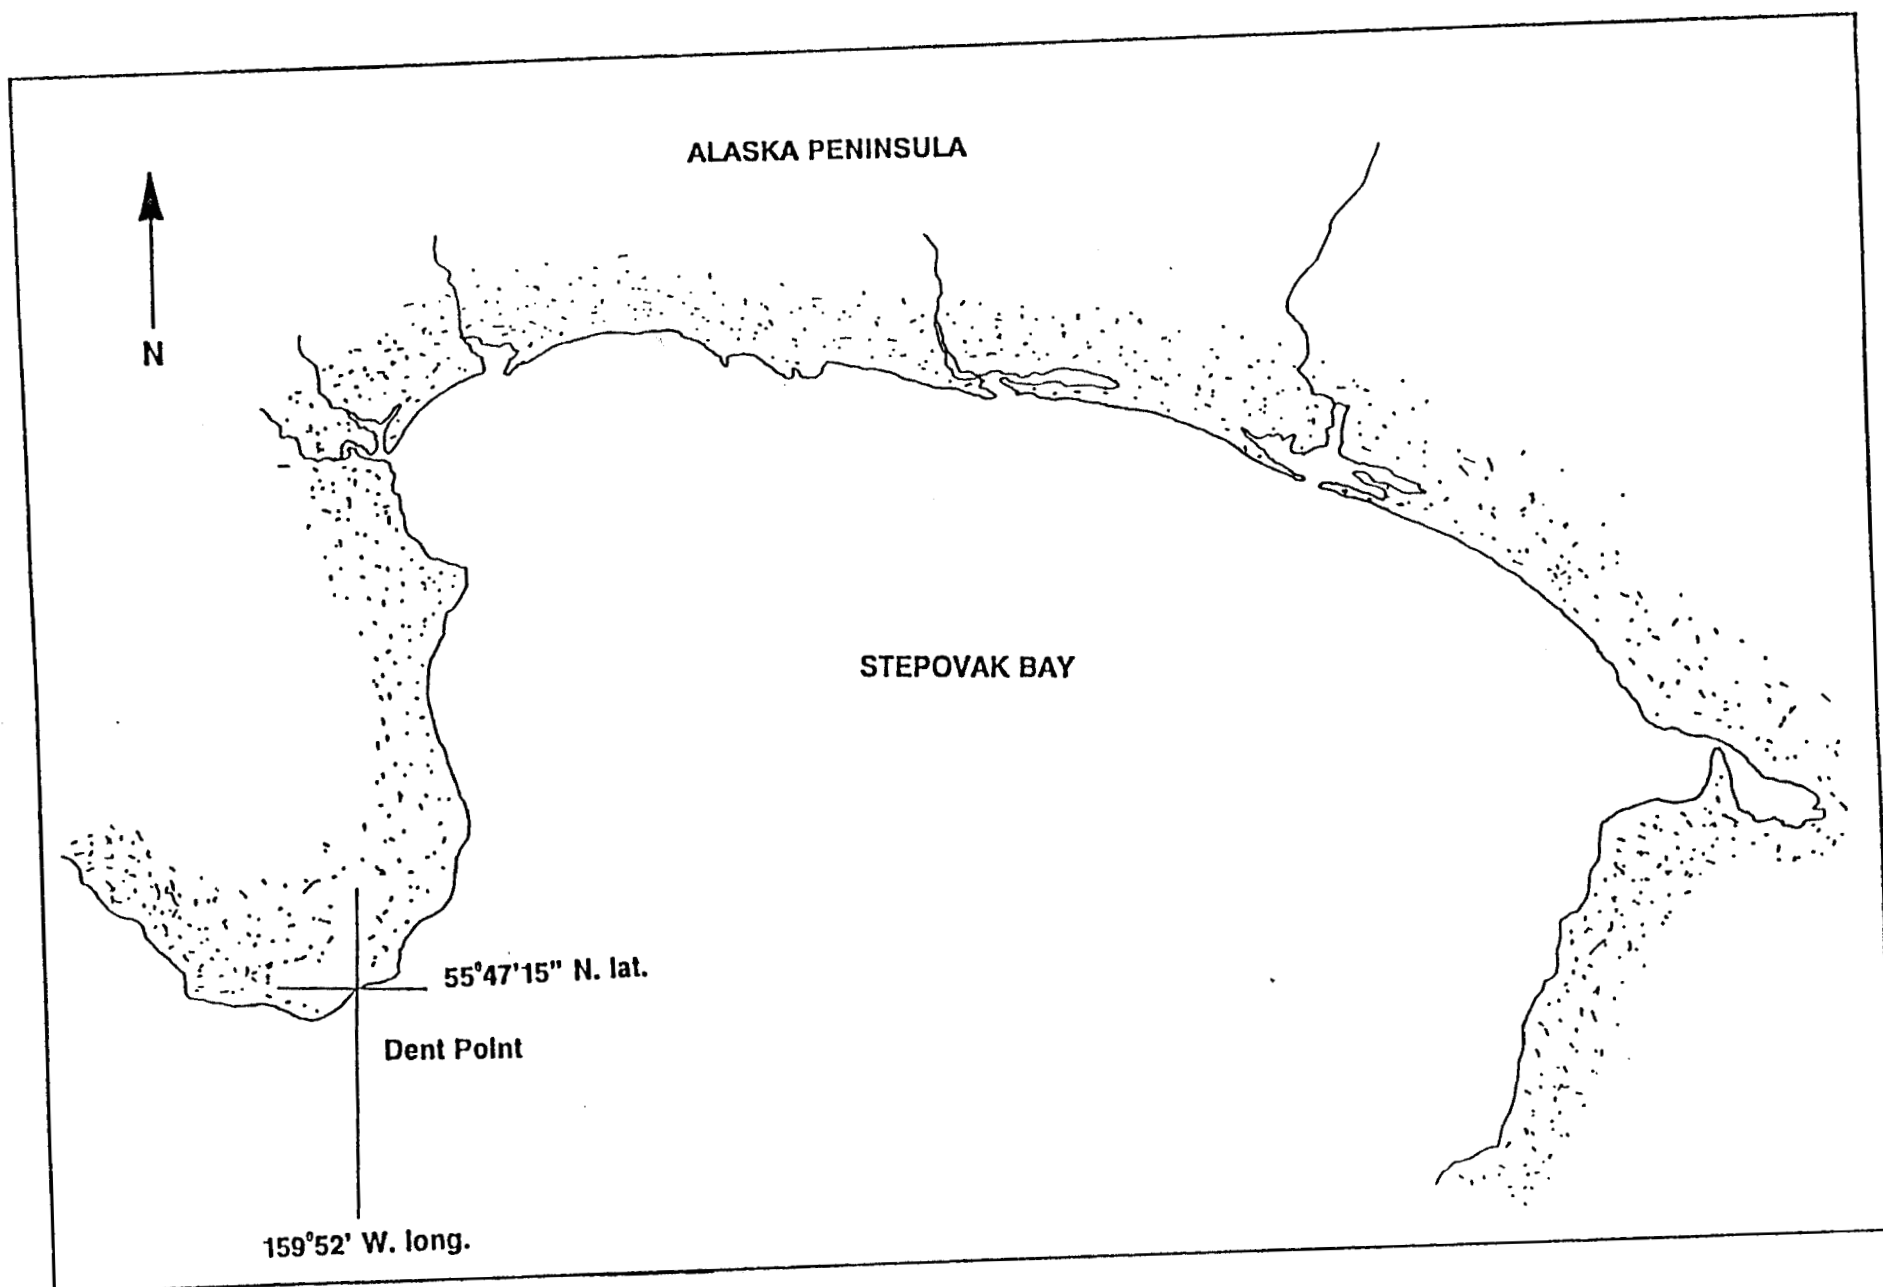 ALASKA PENINSULA
N
STEPOVAK BAY
55°47'15" N. lat.
Dent Point
159°52' W. long.